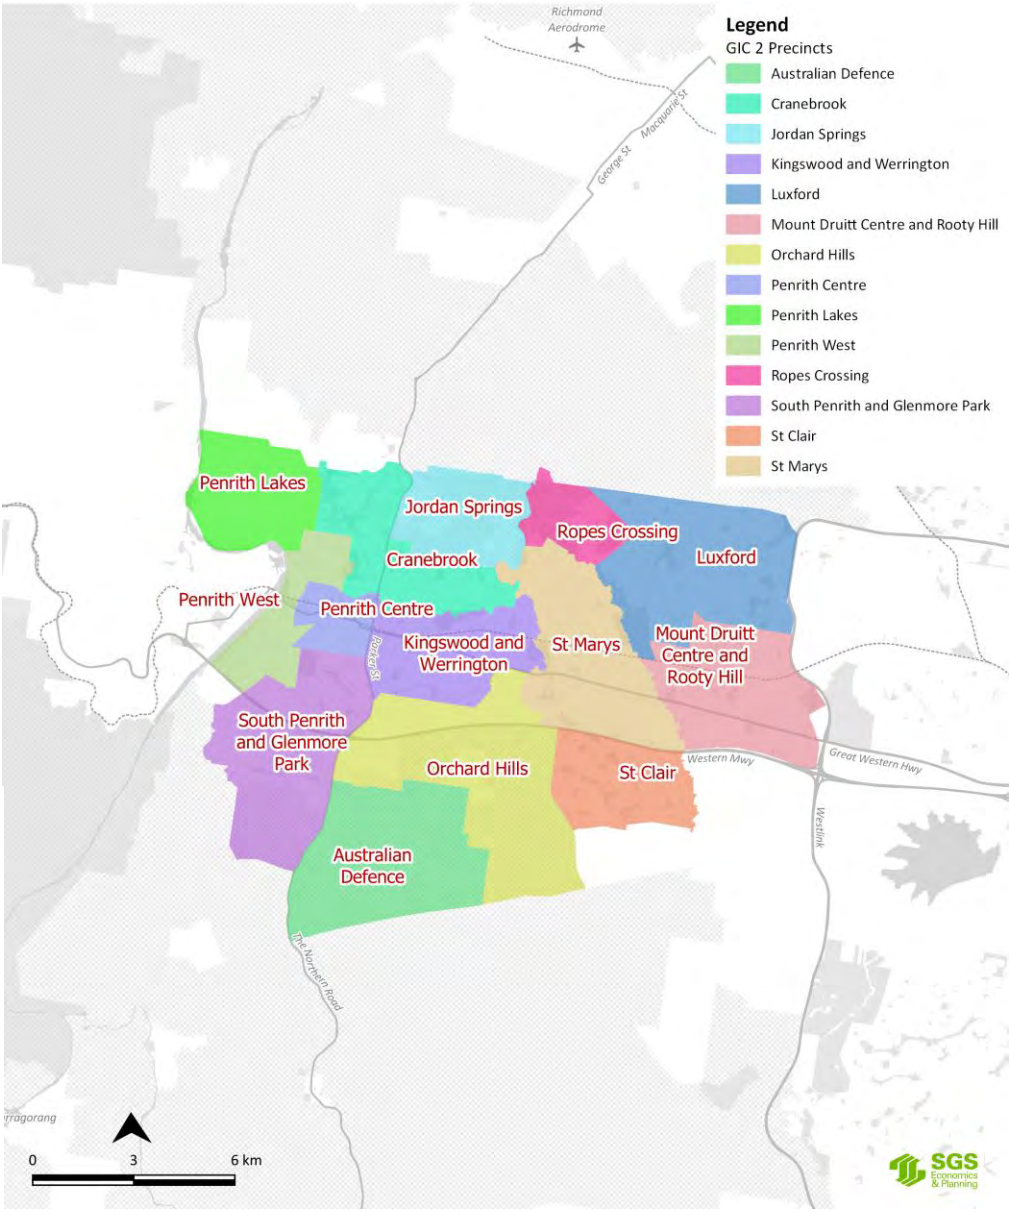 Richmond
Aerodrome
Legend
GIC 2 Precincts
Australian Defence
Cranebrook
Jordan Springs
Kingswood and Werrington
Luxford
Mount Druitt Centre and Rooty Hill
Orchard Hills
Penrith Centre
Penrith Lakes
Penrith West
Ropes Crossing
South Penrith and Glenmore Park
St Clair
St Marys
Macquarie St
George St
Penrith Lakes
Jordan Springs
Ropes Crossing
Luxford
Cranebrook
Penrith West
Penrith Centre
Parker St
Kingswood and
Werrington
St Marys
Mount Druitt
Centre and
Rooty Hill
South Penrith
and Glenmore
Park
Orchard Hills
St Clair
Western Mwy
Great Western Hwy
Westlink
Australian
Defence
The Northern Road
rragorang
0 3 6 km
SGS
Economics
& Planning